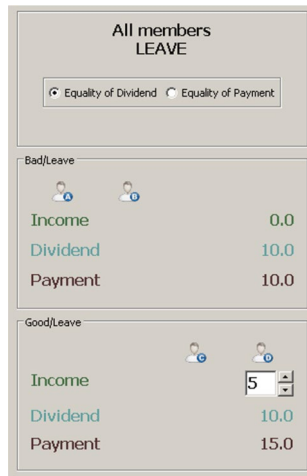 All members
LEAVE
Equality of Dividend Equality of Payment
Bad/Leave
A B
Income 0.0
Dividend 10.0
Payment 10.0
Good/Leave
C D
Income 5
Dividend 10.0
Payment 15.0